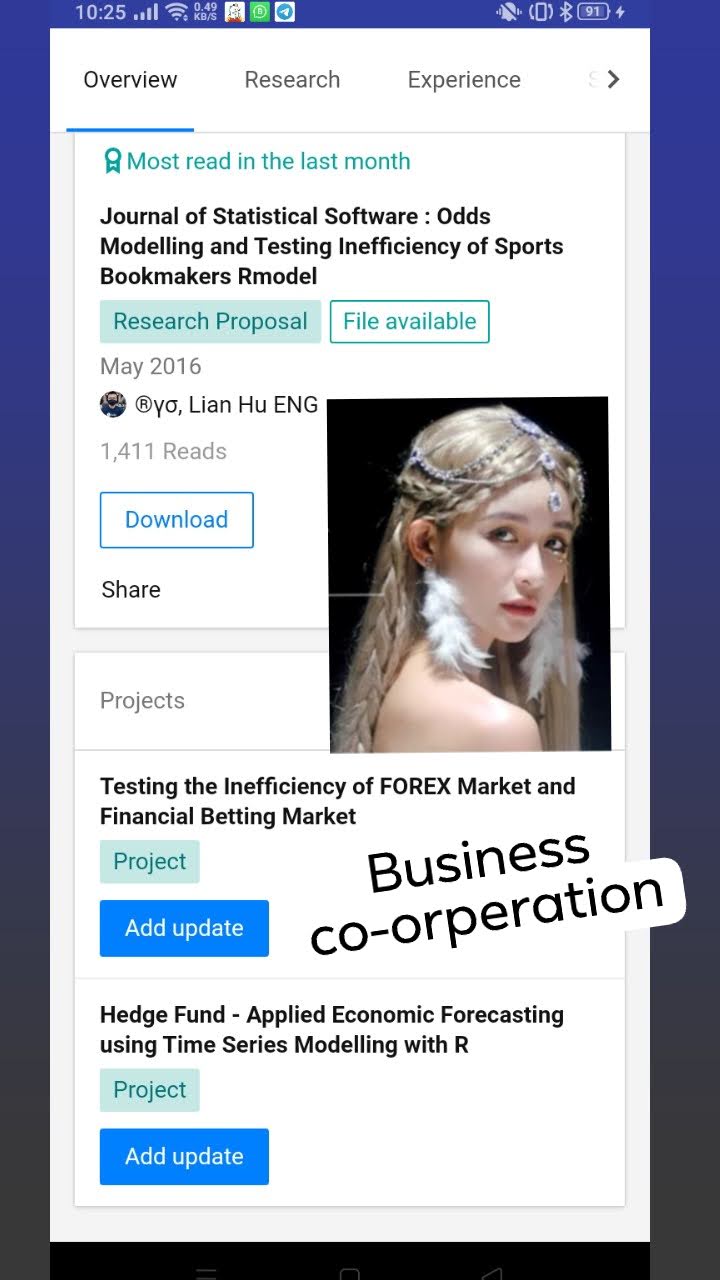 10:25 0.49 KB/S 91
Overview Research Experience S
Most read in the last month
Journal of Statistical Software : Odds
Modelling and Testing Inefficiency of Sports
Bookmakers Rmodel
Research Proposal File available
May 2016
®γσ, Lian Hu ENG
1,411 Reads
Download
Share
Projects
Testing the Inefficiency of FOREX Market and
Financial Betting Market
Project
Add update
Business
co-orperation
Hedge Fund - Applied Economic Forecasting
using Time Series Modelling with R
Project
Add update